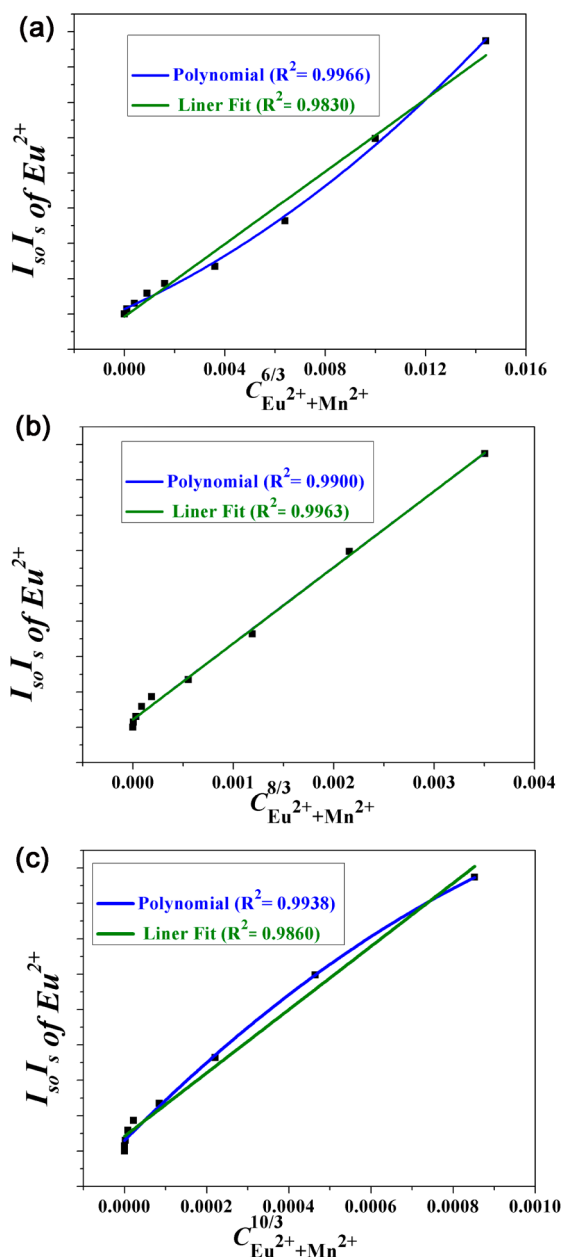 (a)
Polynomial (R²= 0.9966)
Liner Fit (R²= 0.9830)
I_so I_s of Eu²⁺
0.000 0.004 0.008 0.012 0.016
C^6/3 Eu²⁺+Mn²⁺
(b)
Polynomial (R²= 0.9900)
Liner Fit (R²= 0.9963)
I_so I_s of Eu²⁺
0.000 0.001 0.002 0.003 0.004
C^8/3 Eu²⁺+Mn²⁺
(c)
Polynomial (R²= 0.9938)
Liner Fit (R²= 0.9860)
I_so I_s of Eu²⁺
0.0000 0.0002 0.0004 0.0006 0.0008 0.0010
C^10/3 Eu²⁺+Mn²⁺